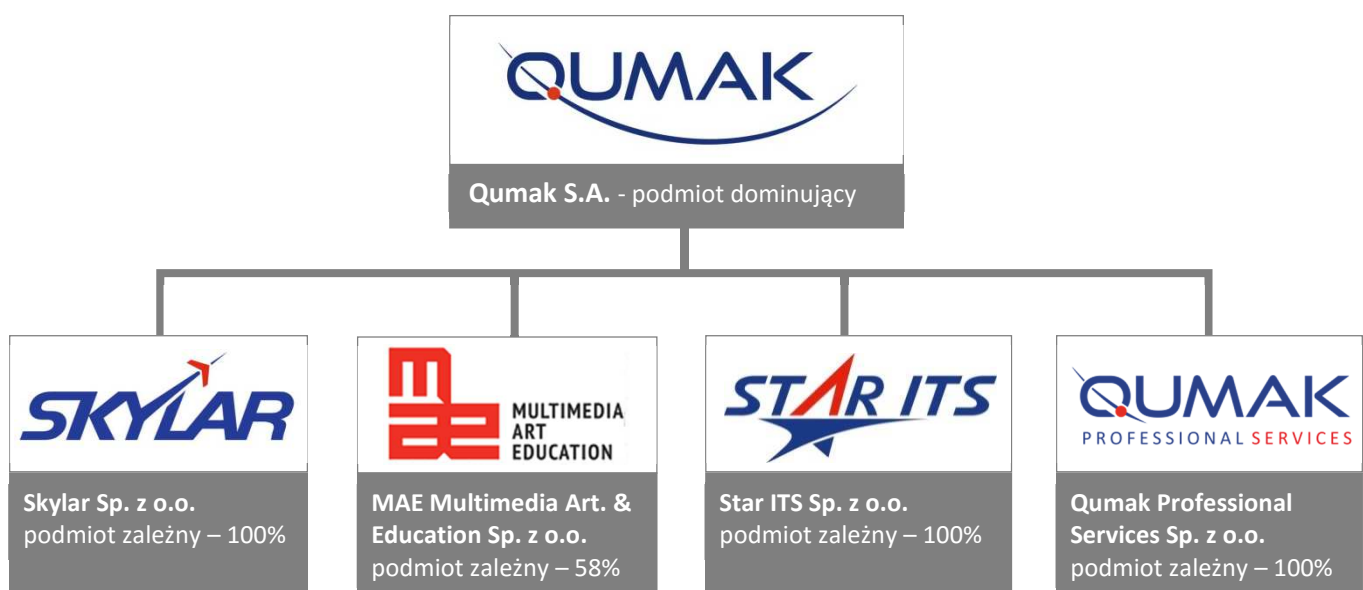 QUMAK
Qumak S.A. - podmiot dominujący
SKYLAR
Skylar Sp. z o.o.
podmiot zależny – 100%
mae
MULTIMEDIA
ART
EDUCATION
MAE Multimedia Art. &
Education Sp. z o.o.
podmiot zależny – 58%
STAR ITS
Star ITS Sp. z o.o.
podmiot zależny – 100%
QUMAK
PROFESSIONAL SERVICES
Qumak Professional
Services Sp. z o.o.
podmiot zależny – 100%